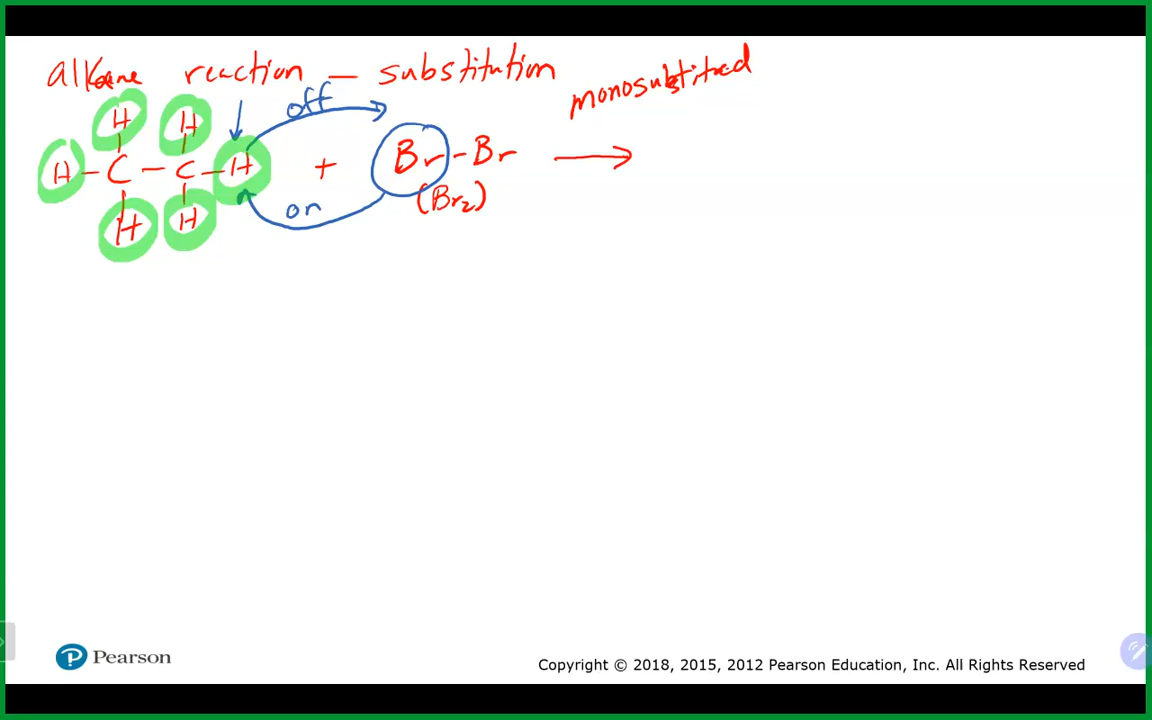 alkane reaction — substitution
monosubstitued
off
H H
H - C - C - H + Br - Br →
H H (Br₂)
on
Pearson
Copyright © 2018, 2015, 2012 Pearson Education, Inc. All Rights Reserved